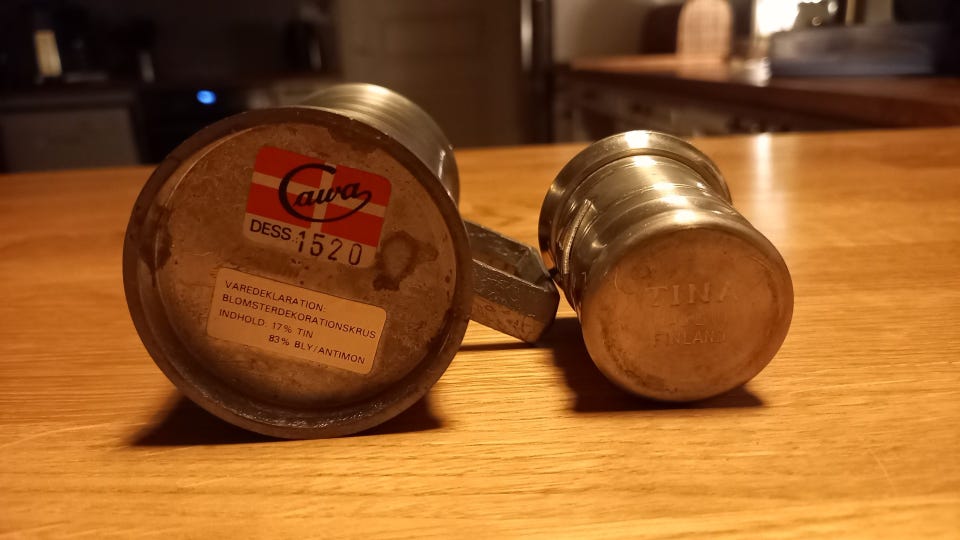 Cawa
DESS. 1520
VAREDEKLARATION:
BLOMSTERDEKORATIONSKRUS
INDHOLD: 17% TIN
83% BLY/ANTIMON
TINA
FINLAND